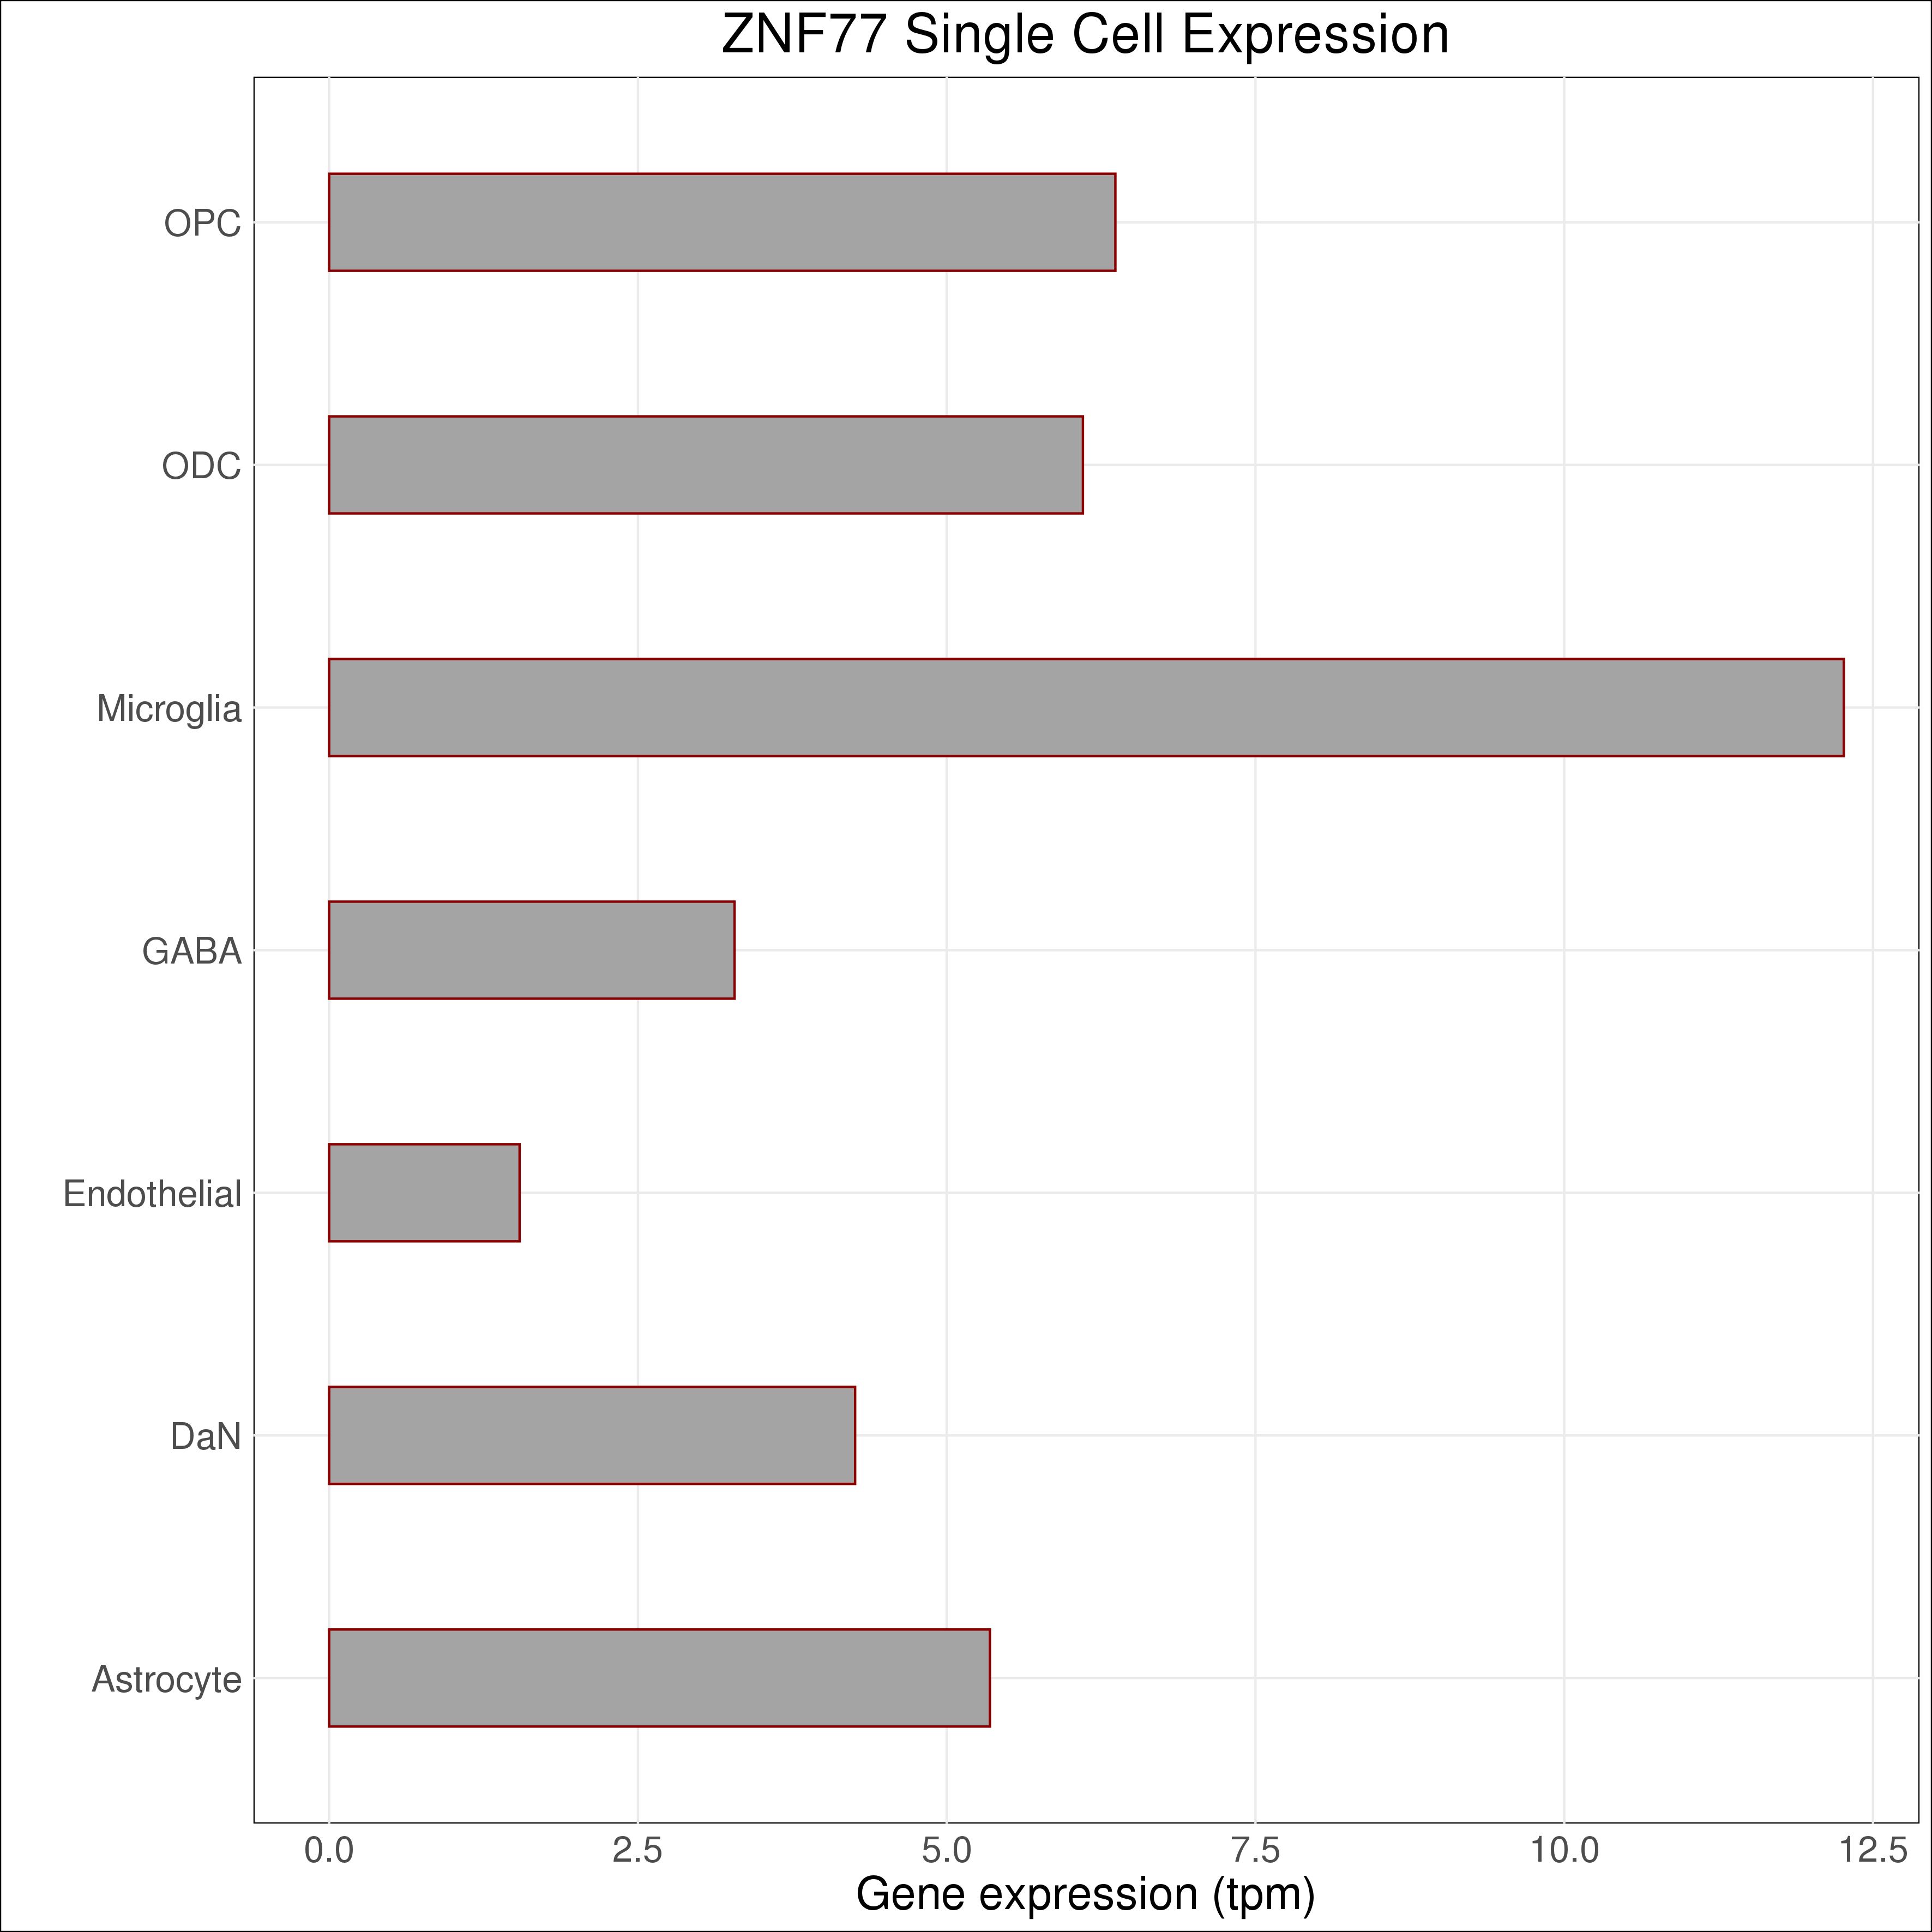 ZNF77 Single Cell Expression
OPC
ODC
Microglia
GABA
Endothelial
DaN
Astrocyte
0.0 2.5 5.0 7.5 10.0 12.5
Gene expression (tpm)